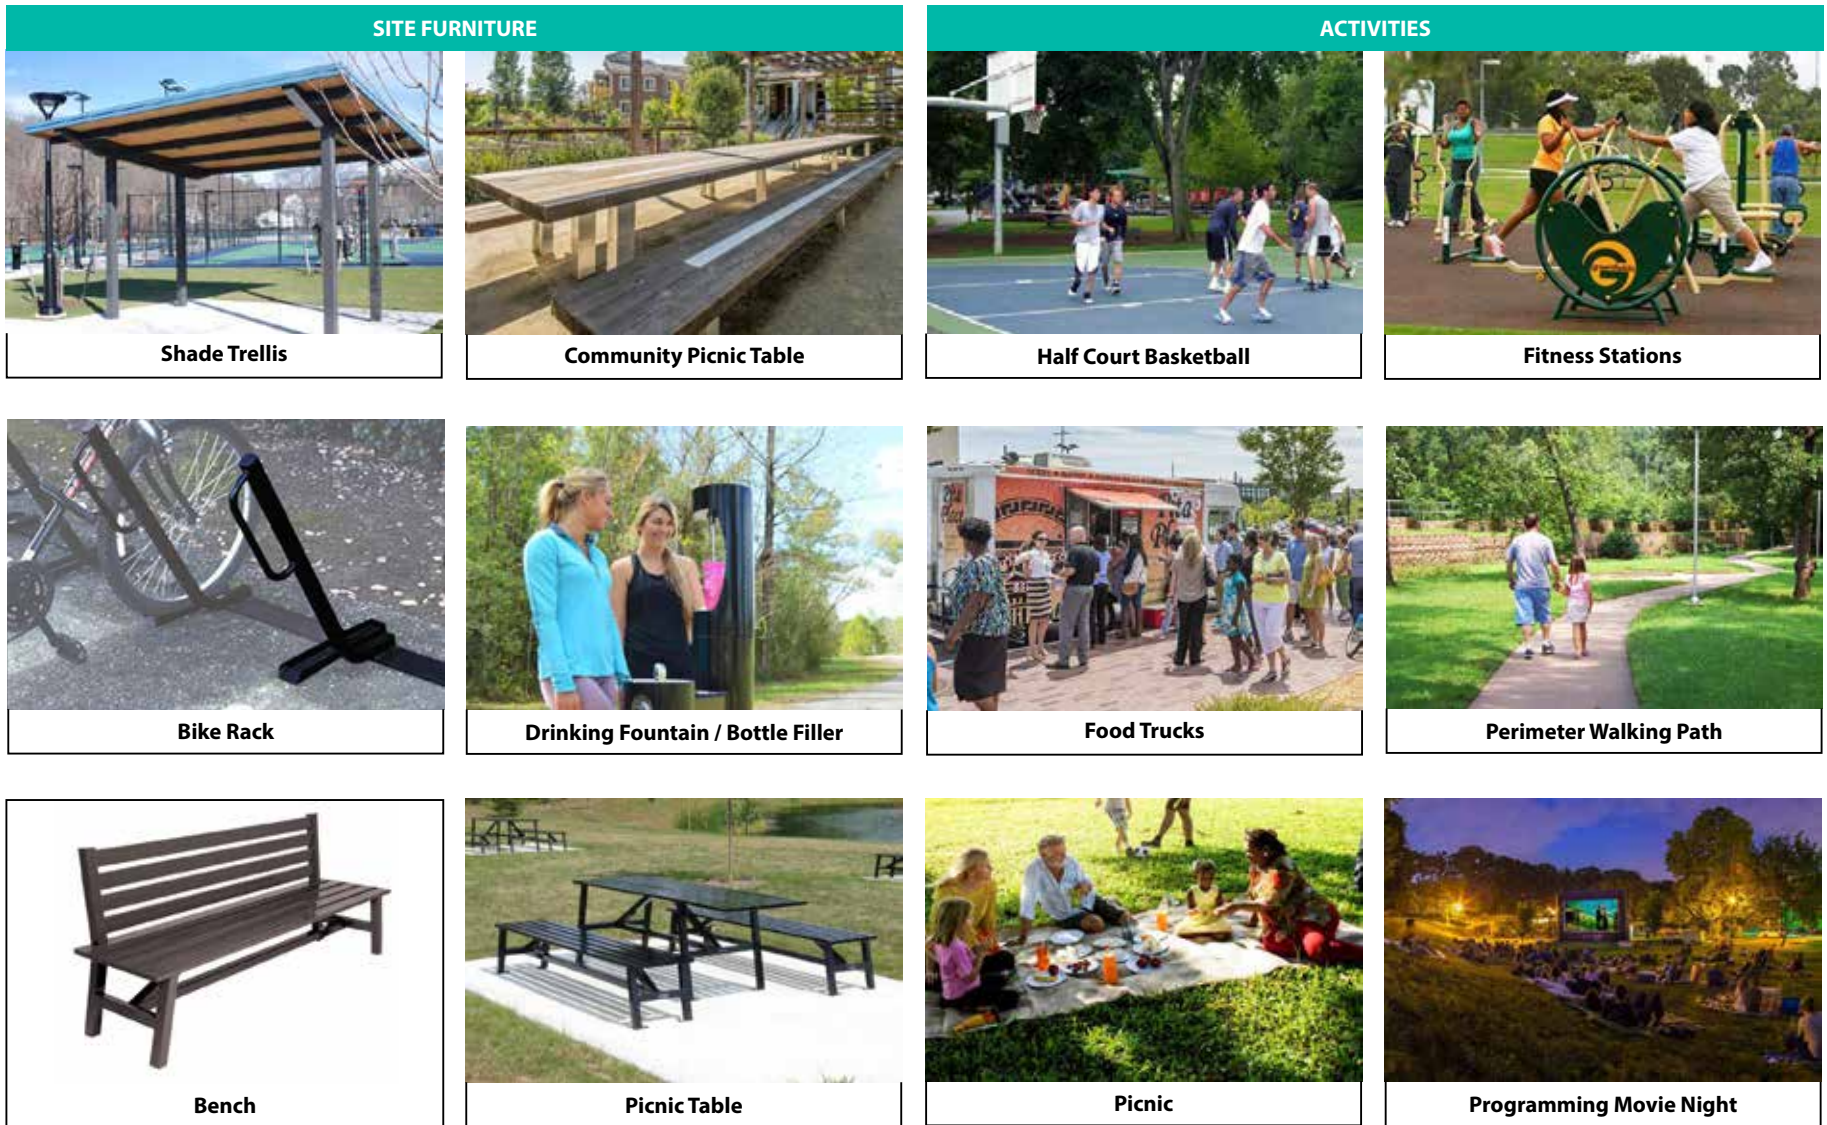 SITE FURNITURE
ACTIVITIES
Shade Trellis
Community Picnic Table
Half Court Basketball
Fitness Stations
Bike Rack
Drinking Fountain / Bottle Filler
Food Trucks
Perimeter Walking Path
Bench
Picnic Table
Picnic
Programming Movie Night